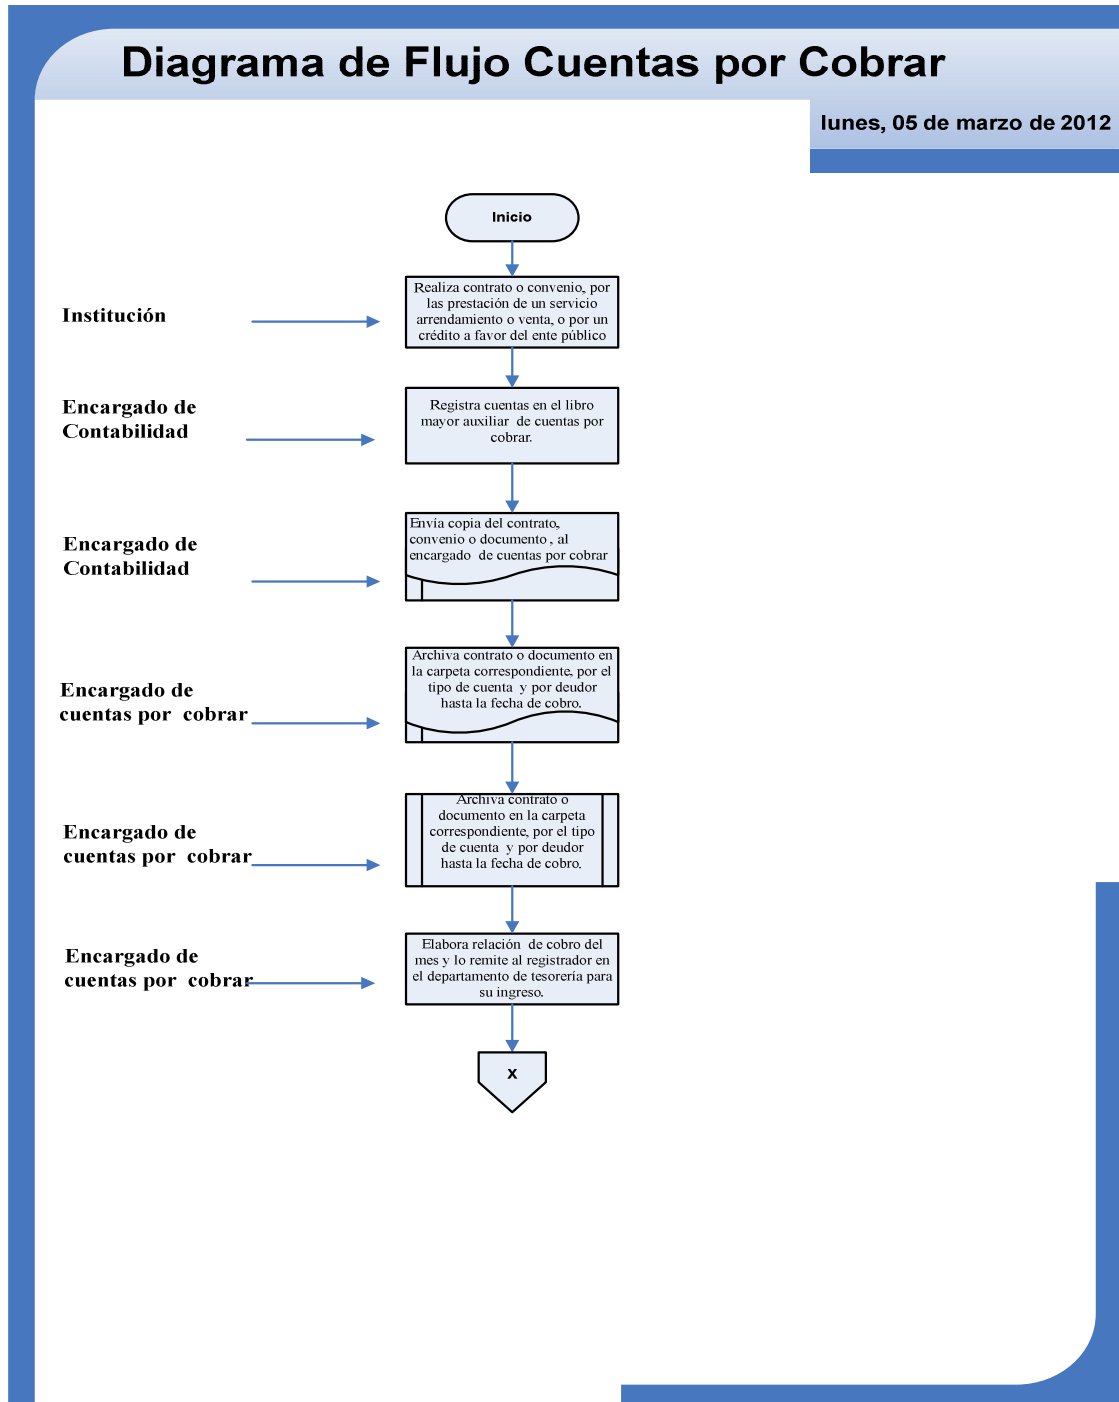 Diagrama de Flujo Cuentas por Cobrar
lunes, 05 de marzo de 2012
Inicio
Institución
Realiza contrato o convenio, por
las prestación de un servicio
arrendamiento o venta, o por un
crédito a favor del ente público
Encargado de
Contabilidad
Registra cuentas en el libro
mayor auxiliar de cuentas por
cobrar.
Encargado de
Contabilidad
Envía copia del contrato,
convenio o documento , al
encargado de cuentas por cobrar
Encargado de
cuentas por cobrar
Archiva contrato o documento en
la carpeta correspondiente, por el
tipo de cuenta y por deudor
hasta la fecha de cobro.
Encargado de
cuentas por cobrar
Archiva contrato o
documento en la carpeta
correspondiente, por el tipo
de cuenta y por deudor
hasta la fecha de cobro.
Encargado de
cuentas por cobrar
Elabora relación de cobro del
mes y lo remite al registrador en
el departamento de tesorería para
su ingreso.
X